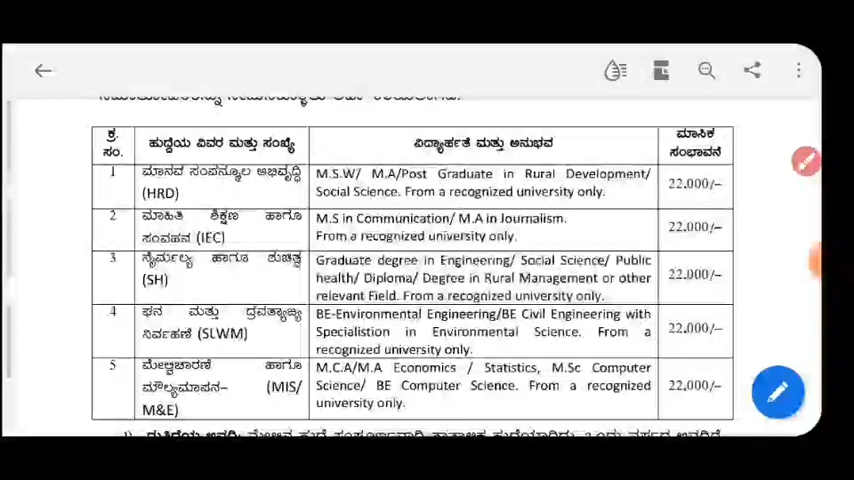 ಕ್ರ. ಸಂ.
ಹುದ್ದೆಯ ವಿವರ ಮತ್ತು ಸಂಖ್ಯೆ
ವಿದ್ಯಾರ್ಹತೆ ಮತ್ತು ಅನುಭವ
ಮಾಸಿಕ ಸಂಭಾವನೆ
1
ಮಾನವ ಸಂಪನ್ಮೂಲ ಅಭಿವೃದ್ಧಿ
(HRD)
M.S.W/ M.A/Post Graduate in Rural Development/
Social Science. From a recognized university only.
22,000/–
2
ಮಾಹಿತಿ ಶಿಕ್ಷಣ ಹಾಗೂ
ಸಂವಹನ (IEC)
M.S in Communication/ M.A in Journalism.
From a recognized university only.
22,000/–
3
ನೈರ್ಮಲ್ಯ ಹಾಗೂ ಶುಚಿತ್ವ
(SH)
Graduate degree in Engineering/ Social Science/ Public
health/ Diploma/ Degree in Rural Management or other
relevant Field. From a recognized university only.
22,000/–
4
ಘನ ಮತ್ತು ದ್ರವತ್ಯಾಜ್ಯ
ನಿರ್ವಹಣೆ (SLWM)
BE-Environmental Engineering/BE Civil Engineering with
Specialistion in Environmental Science. From a
recognized university only.
22,000/–
5
ಮೇಲ್ವಿಚಾರಣೆ ಹಾಗೂ
ಮೌಲ್ಯಮಾಪನ– (MIS/
M&E)
M.C.A/M.A Economics / Statistics, M.Sc Computer
Science/ BE Computer Science. From a recognized
university only.
22,000/–